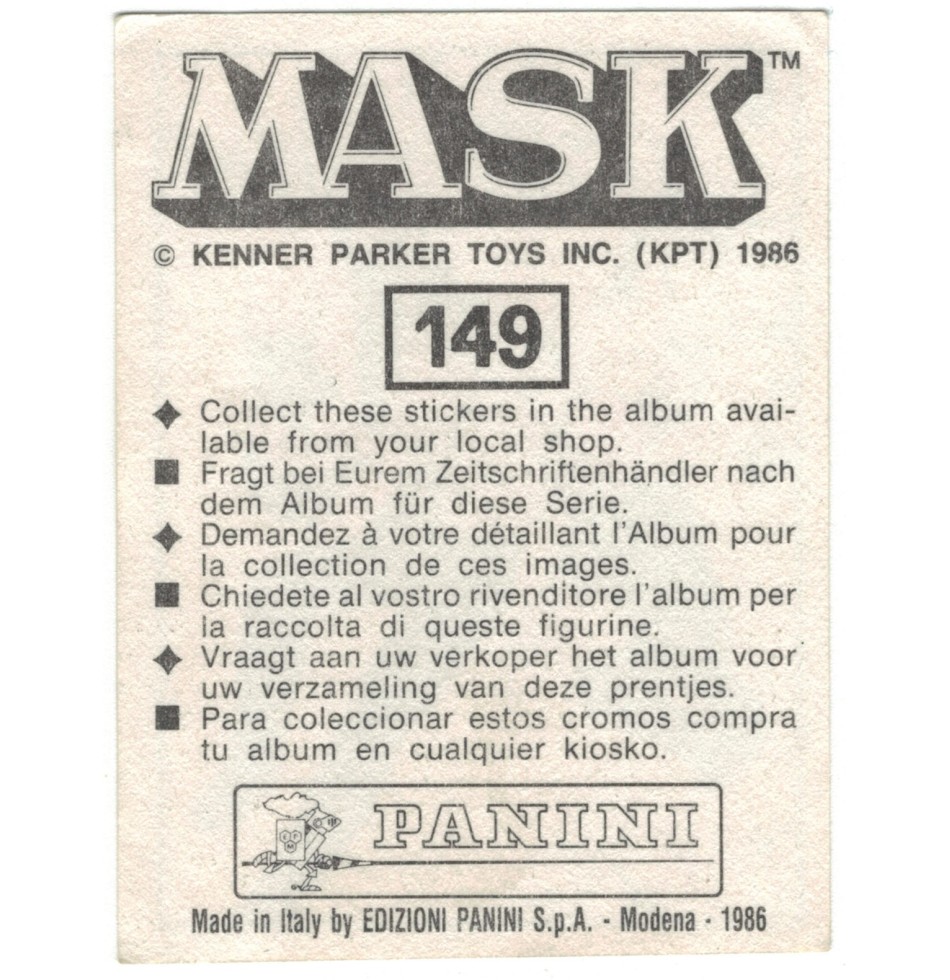 MASK™
© KENNER PARKER TOYS INC. (KPT) 1986
149
◆ Collect these stickers in the album avai-
lable from your local shop.
■ Fragt bei Eurem Zeitschriftenhändler nach
dem Album für diese Serie.
◆ Demandez à votre détaillant l'Album pour
la collection de ces images.
■ Chiedete al vostro rivenditore l'album per
la raccolta di queste figurine.
◆ Vraagt aan uw verkoper het album voor
uw verzameling van deze prentjes.
■ Para coleccionar estos cromos compra
tu album en cualquier kiosko.
PANINI
Made in Italy by EDIZIONI PANINI S.p.A. - Modena - 1986